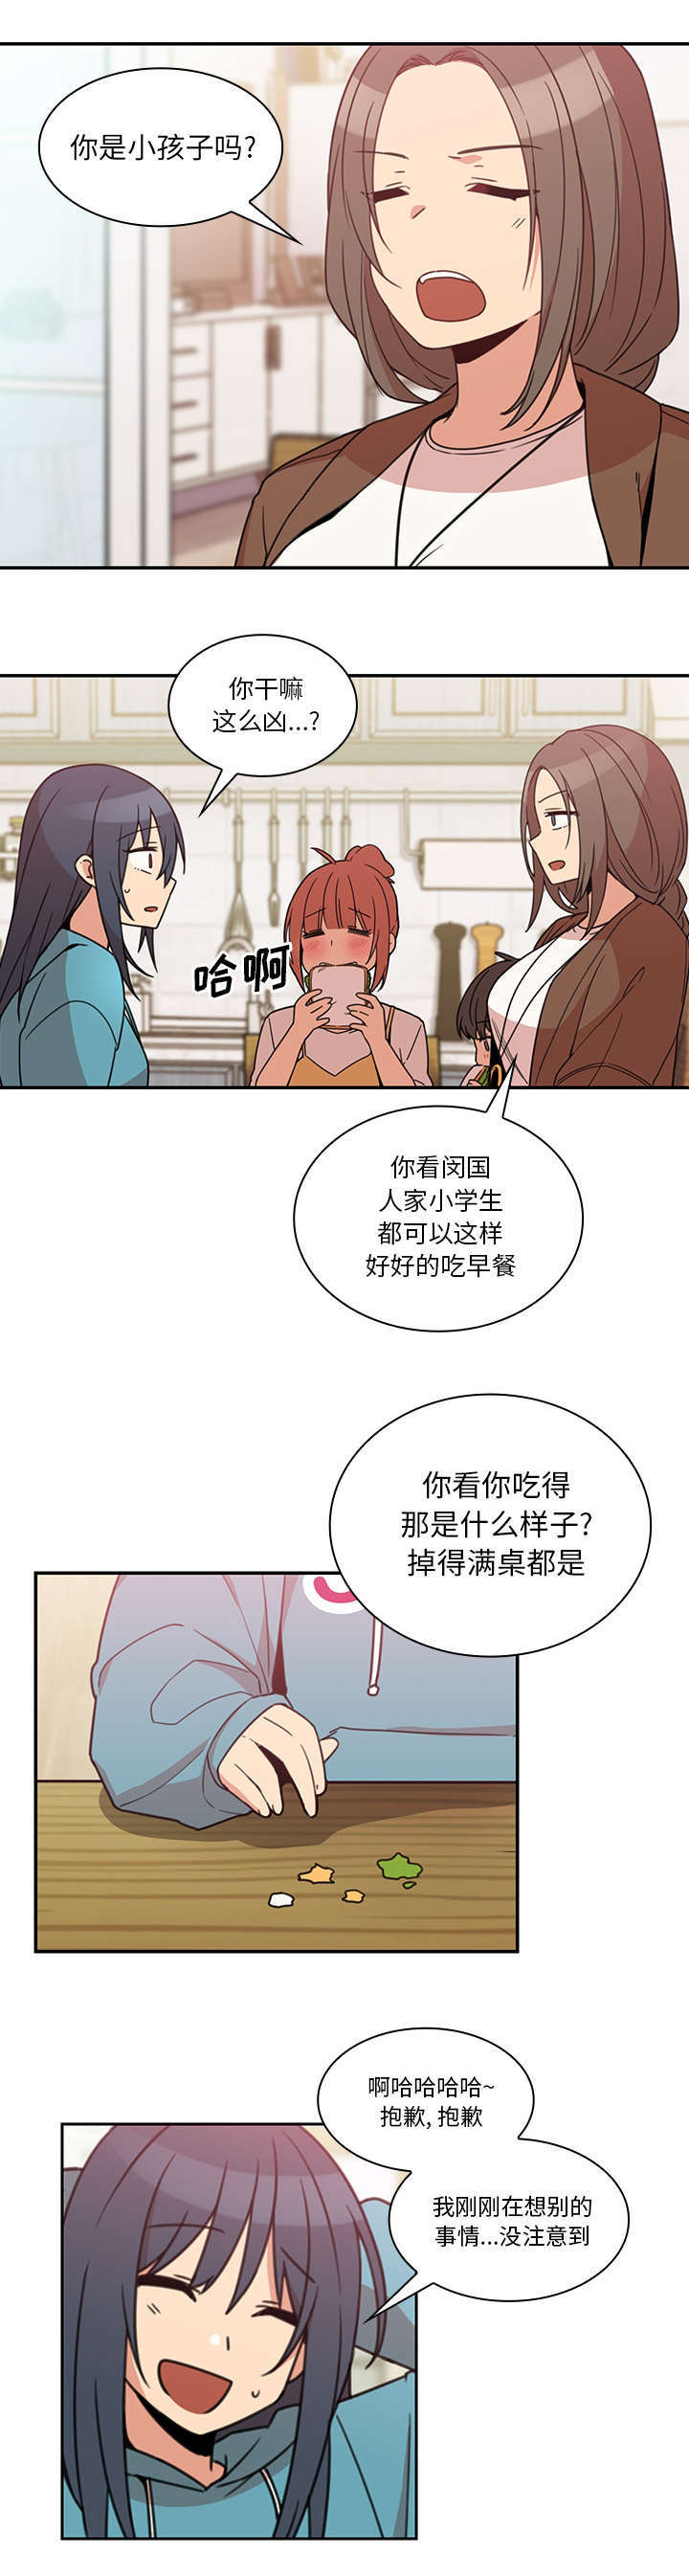 你是小孩子吗?
你干嘛
这么凶...?
哈啊
你看闵国
人家小学生
都可以这样
好好的吃早餐
你看你吃得
那是什么样子?
掉得满桌都是
啊哈哈哈哈~
抱歉, 抱歉
我刚刚在想别的
事情...没注意到